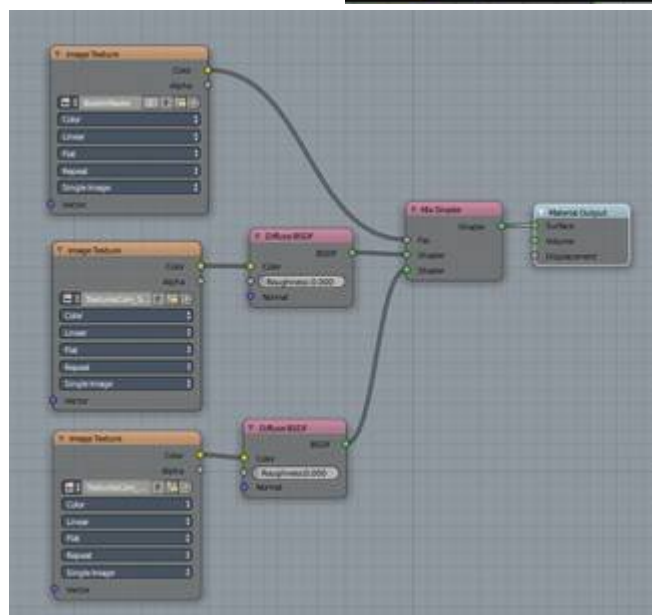 Image Texture
Color
Alpha
Color
Linear
Flat
Repeat
Single Image
Vector
Mix Shader
Shader
Fac
Shader
Shader
Material Output
Surface
Volume
Displacement
Image Texture
Color
Alpha
Color
Linear
Flat
Repeat
Single Image
Vector
Diffuse BSDF
BSDF
Color
Roughness:0.000
Normal
Image Texture
Color
Alpha
Color
Linear
Flat
Repeat
Single Image
Vector
Diffuse BSDF
BSDF
Color
Roughness:0.000
Normal